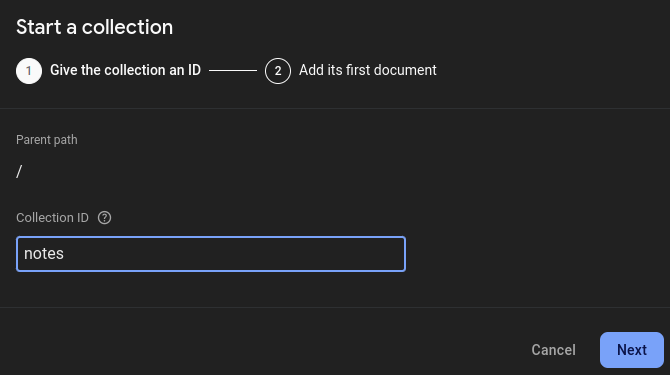 Start a collection
1 Give the collection an ID 2 Add its first document
Parent path
/
Collection ID ?
notes
Cancel Next